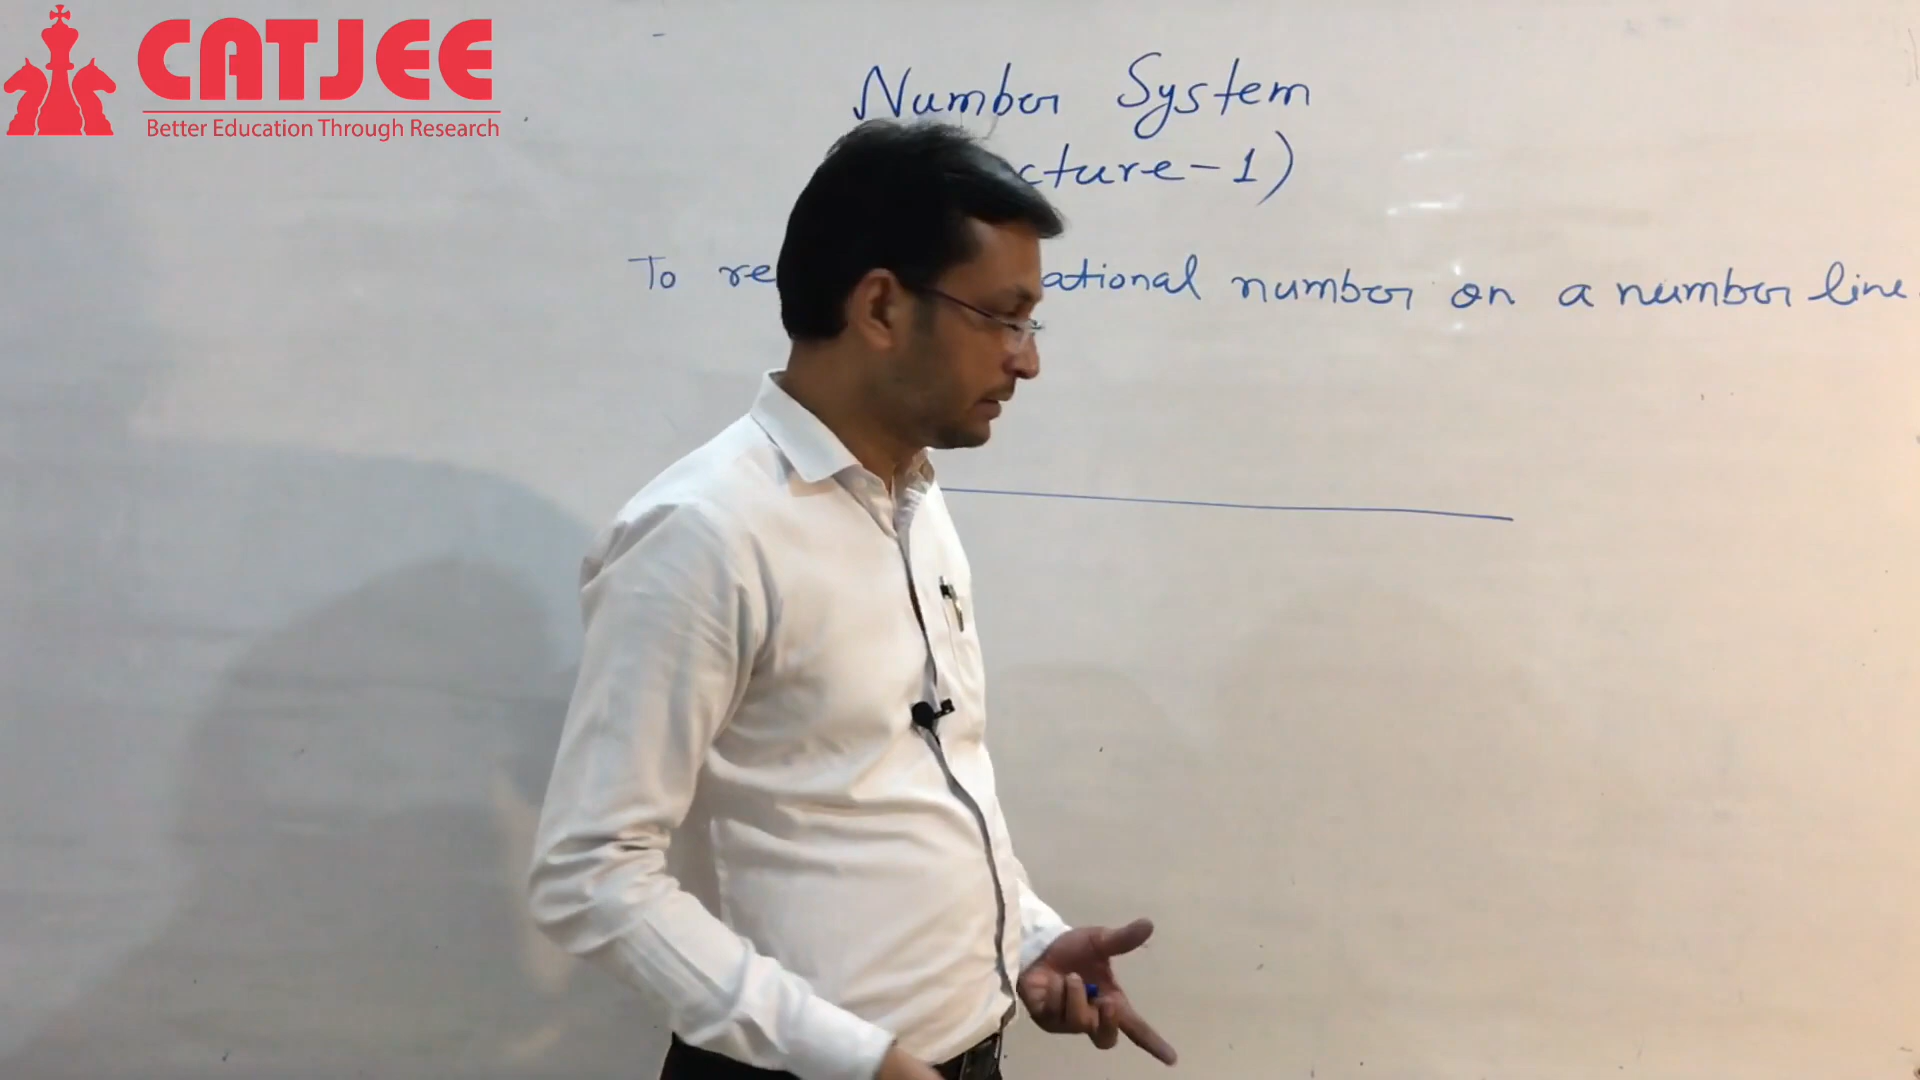 CATJEE
Better Education Through Research
Number System
cture-1)
To re ational number on a number line.